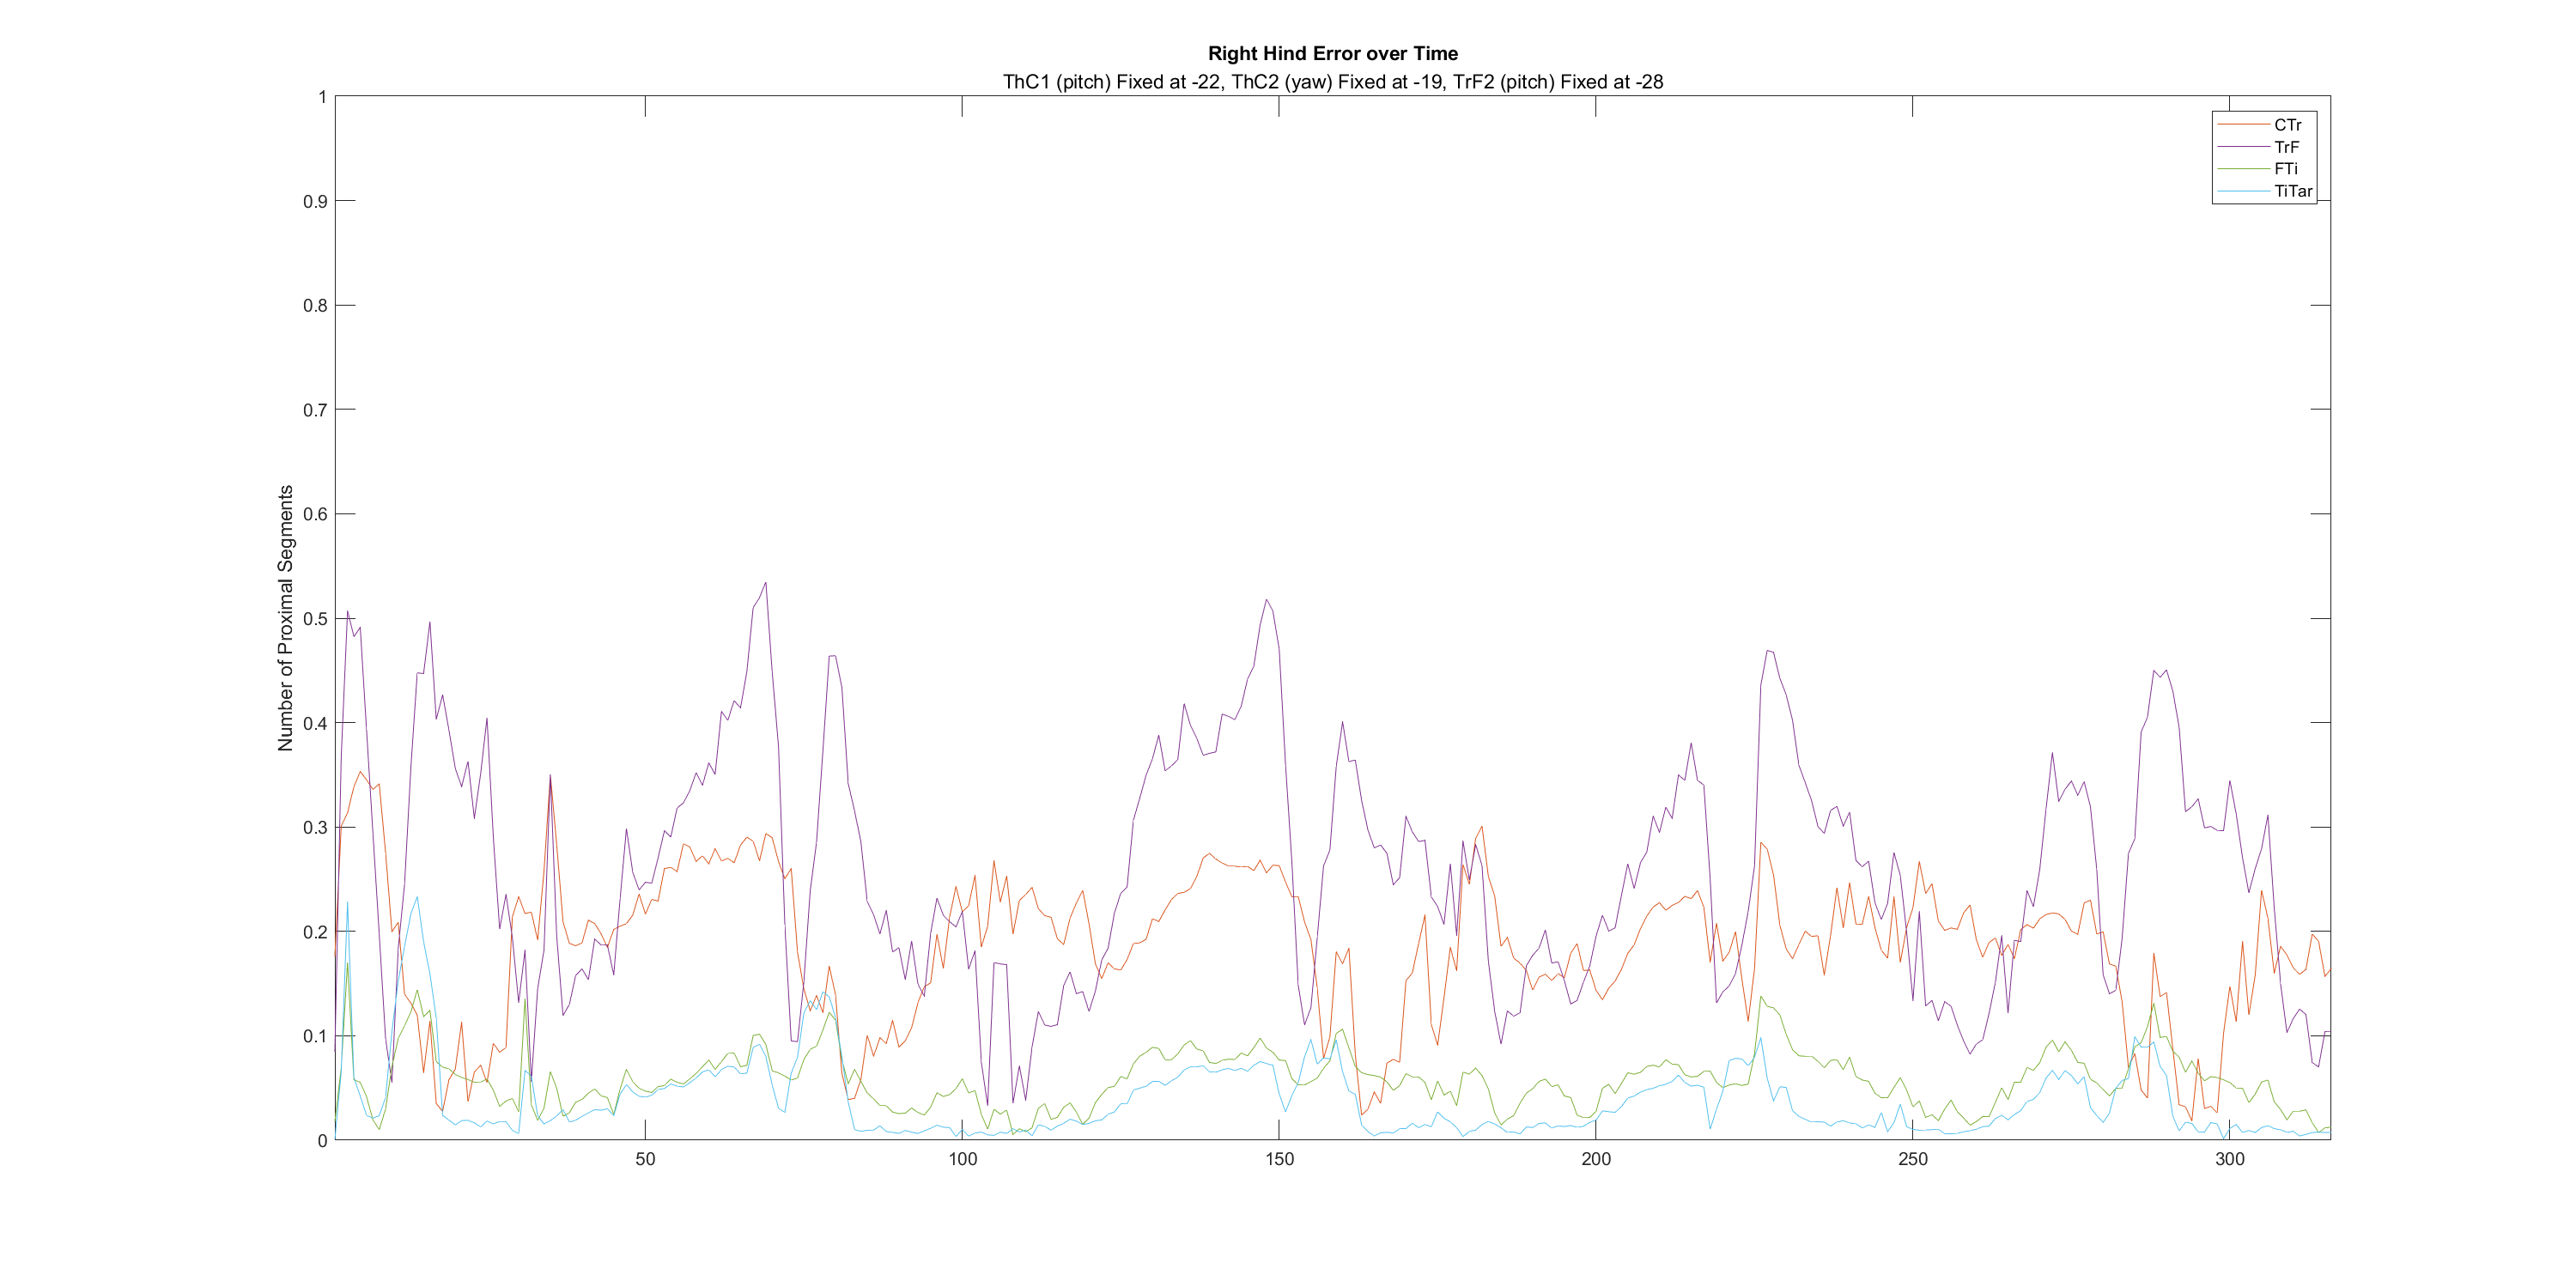 Right Hind Error over Time
ThC1 (pitch) Fixed at -22, ThC2 (yaw) Fixed at -19, TrF2 (pitch) Fixed at -28
Number of Proximal Segments
1
0.9
0.8
0.7
0.6
0.5
0.4
0.3
0.2
0.1
0
50
100
150
200
250
300
CTr
TrF
FTi
TiTar